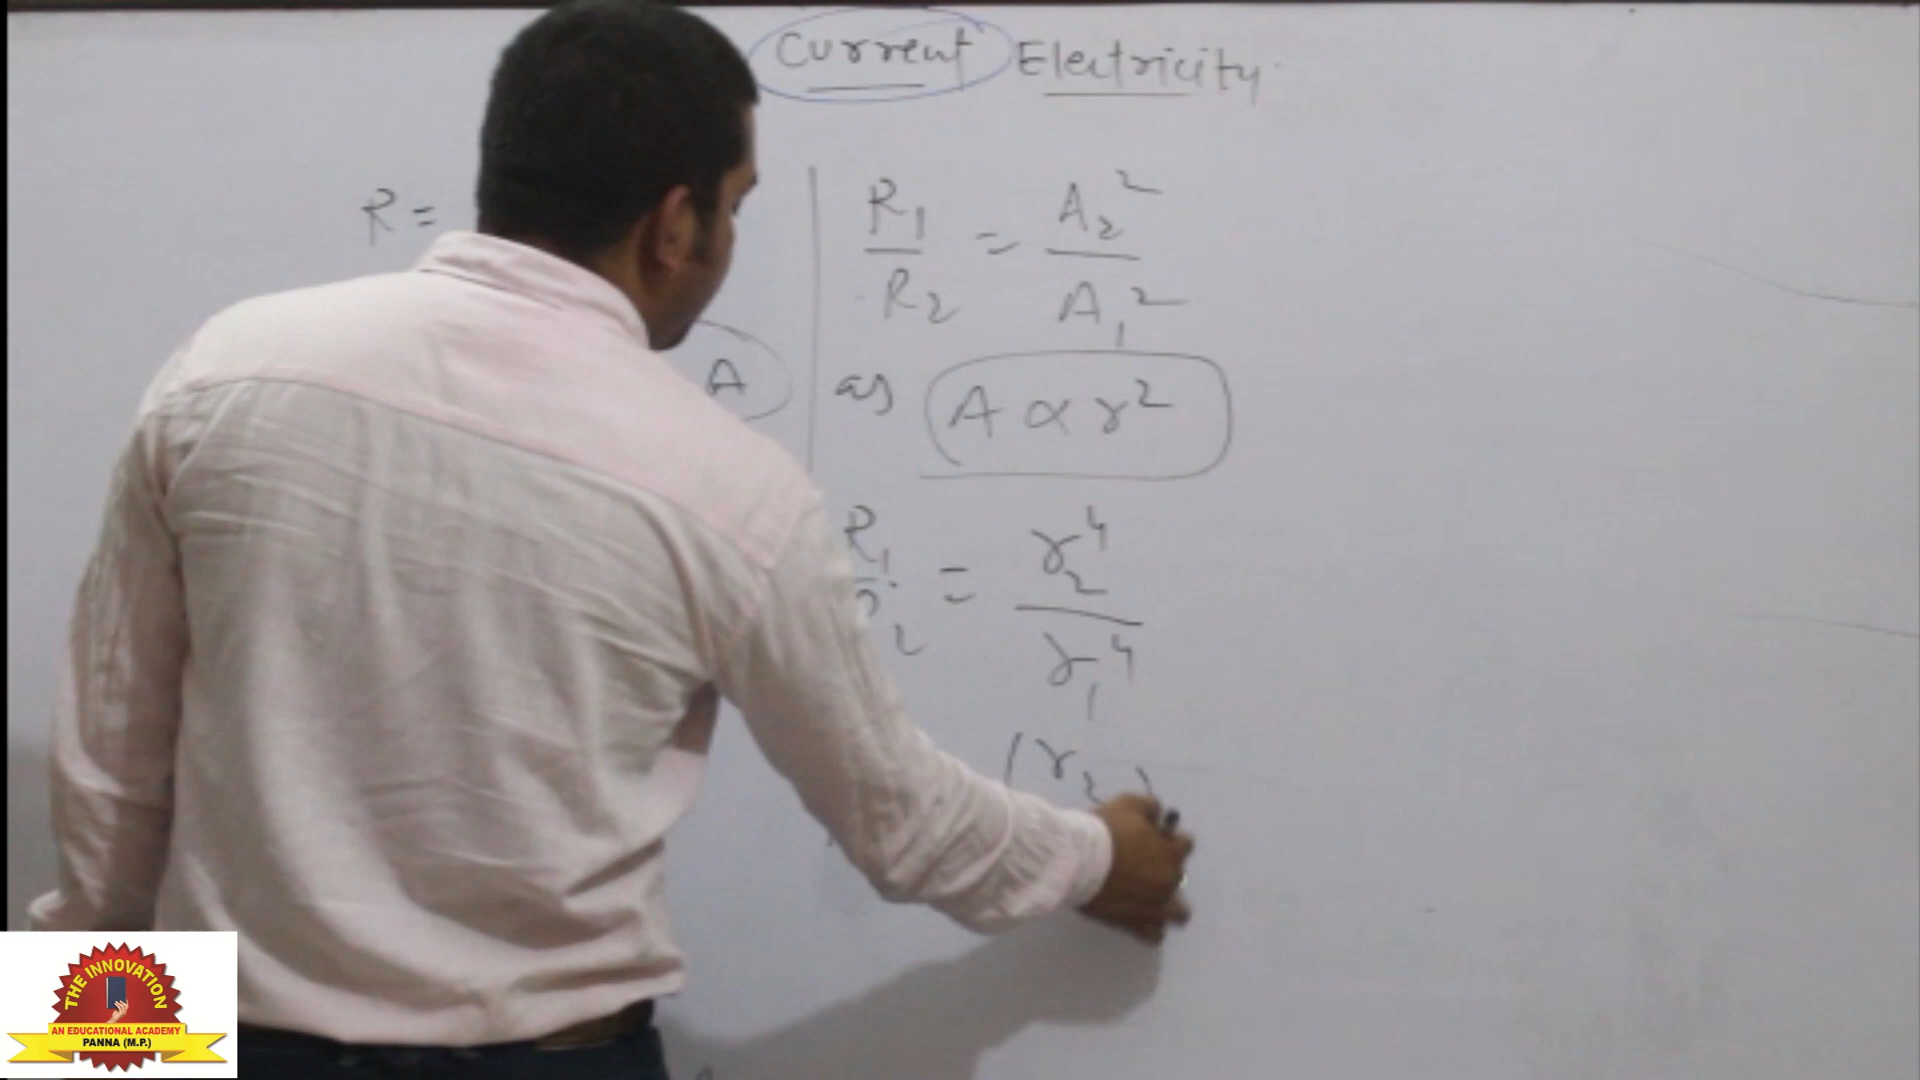 Current Electricity
R =
A
R₁/R₂ = A₂²/A₁²
as A ∝ r²
R₁/R₂ = r₂⁴/r₁⁴
(r₂ )
THE INNOVATION
AN EDUCATIONAL ACADEMY
PANNA (M.P.)